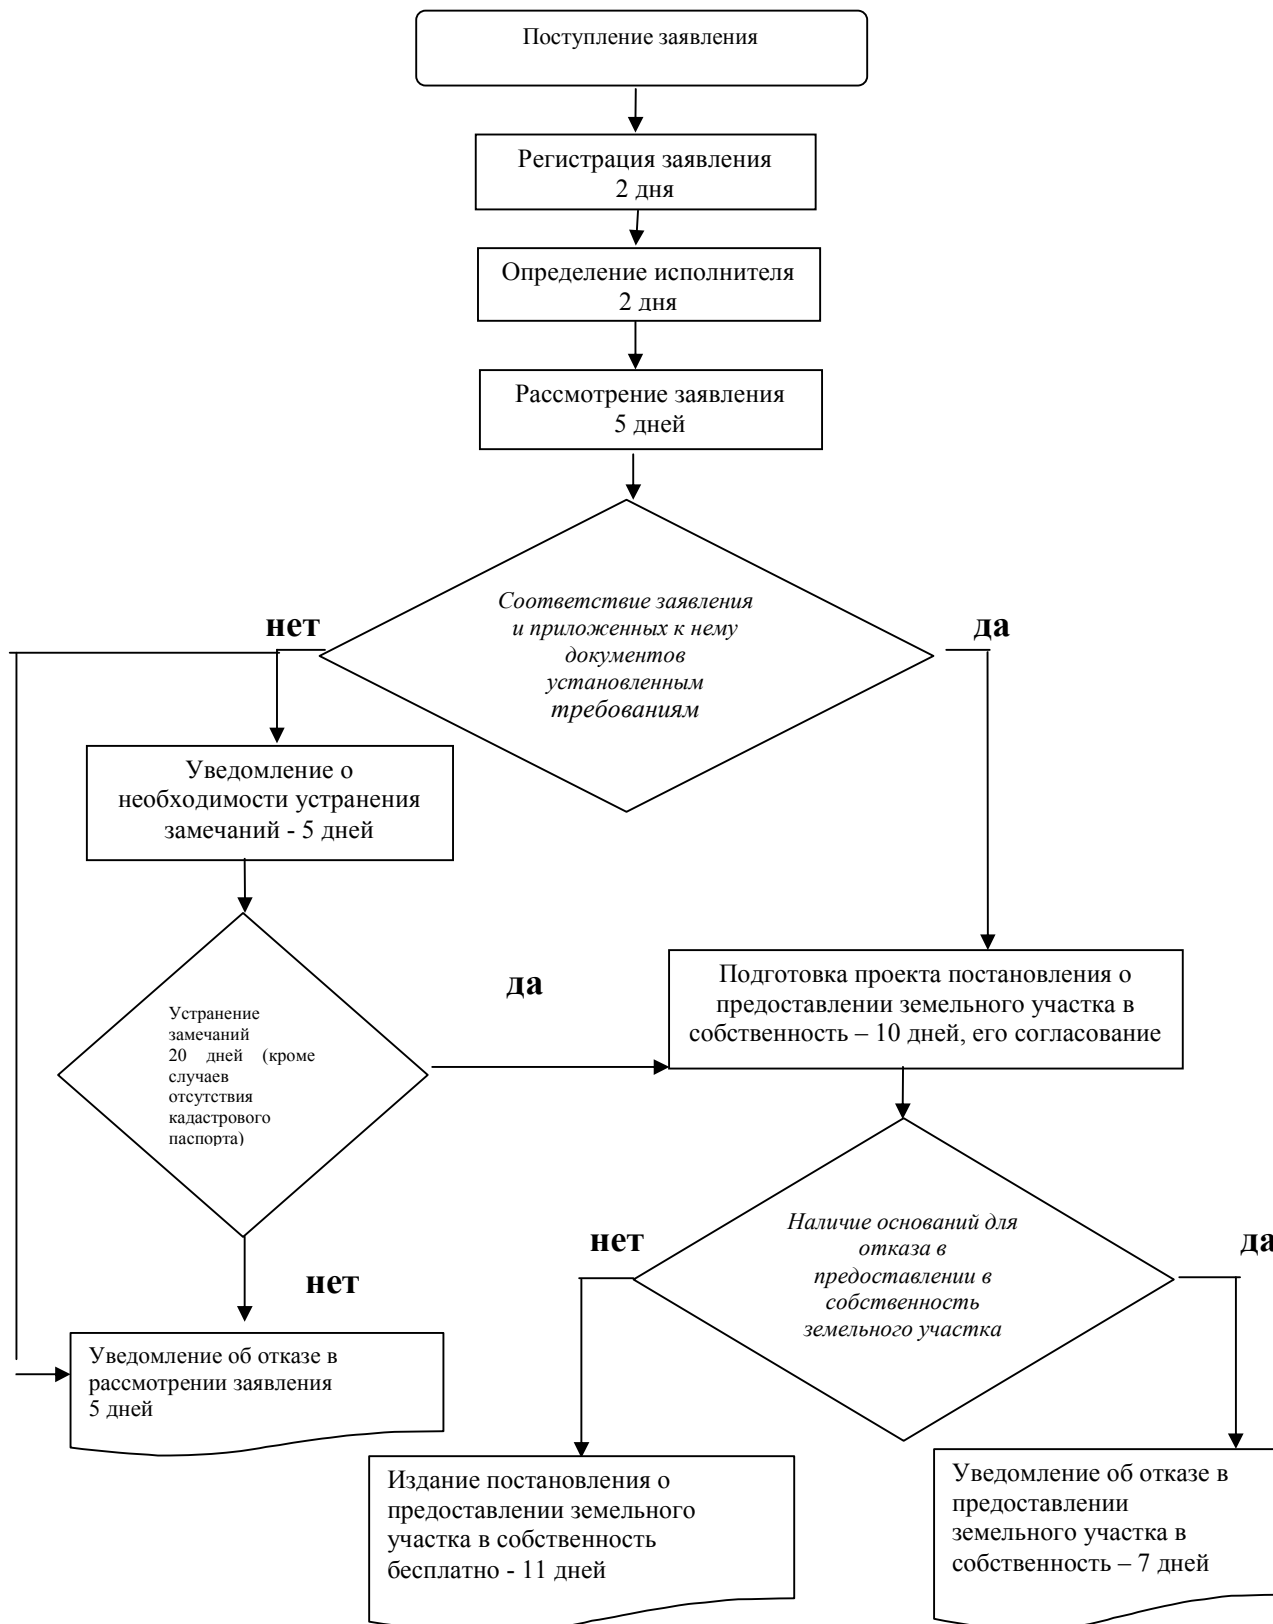 Поступление заявления
Регистрация заявления
2 дня
Определение исполнителя
2 дня
Рассмотрение заявления
5 дней
Соответствие заявления
и приложенных к нему
документов
установленным
требованиям
нет
да
Уведомление о
необходимости устранения
замечаний - 5 дней
Устранение
замечаний
20 дней (кроме
случаев
отсутствия
кадастрового
паспорта)
да
Подготовка проекта постановления о
предоставлении земельного участка в
собственность – 10 дней, его согласование
нет
Наличие оснований для
отказа в
предоставлении в
собственность
земельного участка
нет
да
Уведомление об отказе в
рассмотрении заявления
5 дней
Издание постановления о
предоставлении земельного
участка в собственность
бесплатно - 11 дней
Уведомление об отказе в
предоставлении
земельного участка в
собственность – 7 дней